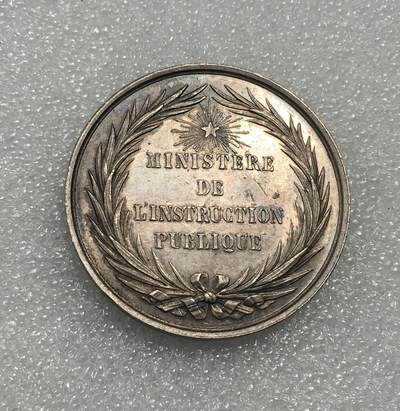 MINISTERE
DE
L'INSTRUCTION
PUBLIQUE